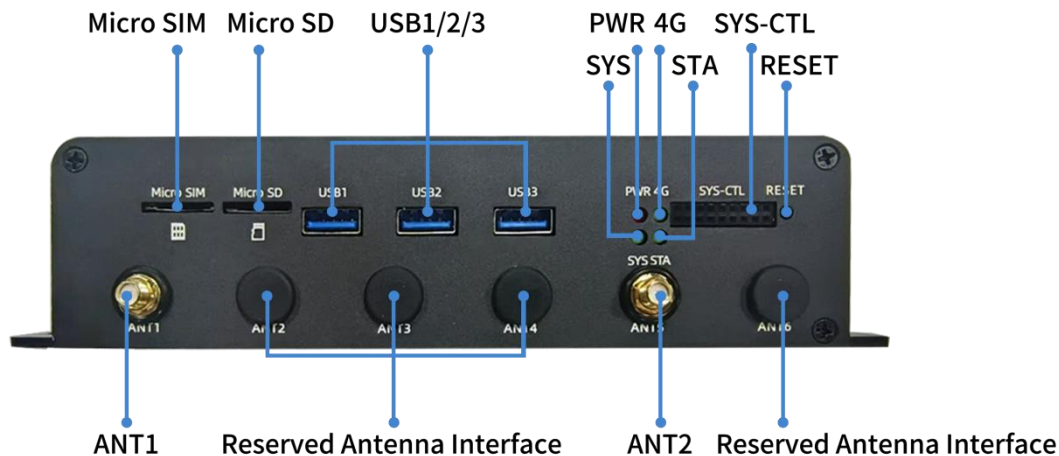 Micro SIM Micro SD USB1/2/3 PWR 4G SYS-CTL
SYS STA RESET
Micro SIM Micro SD USB1 USB2 USB3 PWR 4G SYS-CTL RESET
SYS STA
ANT1 ANT2 ANT3 ANT4 ANT5 ANT6
ANT1 Reserved Antenna Interface ANT2 Reserved Antenna Interface